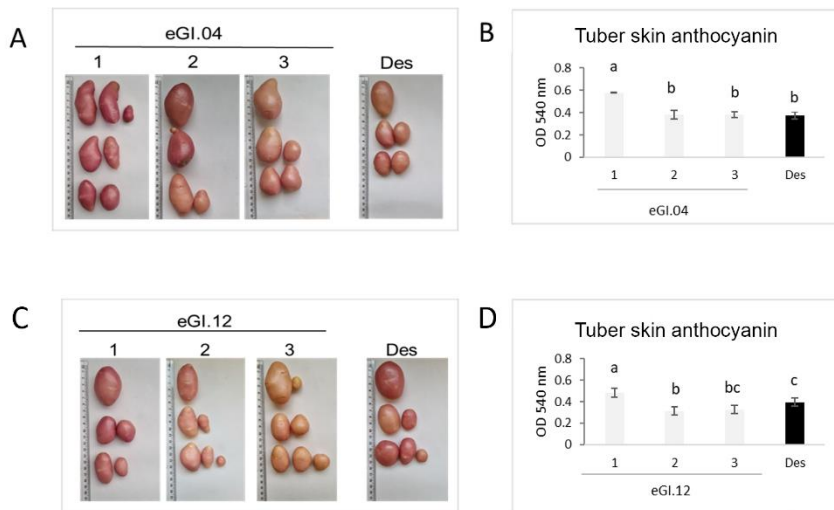 A
eGI.04
1 2 3 Des
B
Tuber skin anthocyanin
OD 540 nm
0.8
0.6
0.4
0.2
0
a b b b
1 2 3 Des
eGI.04
C
eGI.12
1 2 3 Des
D
Tuber skin anthocyanin
OD 540 nm
0.8
0.6
0.4
0.2
0
a b bc c
1 2 3 Des
eGI.12